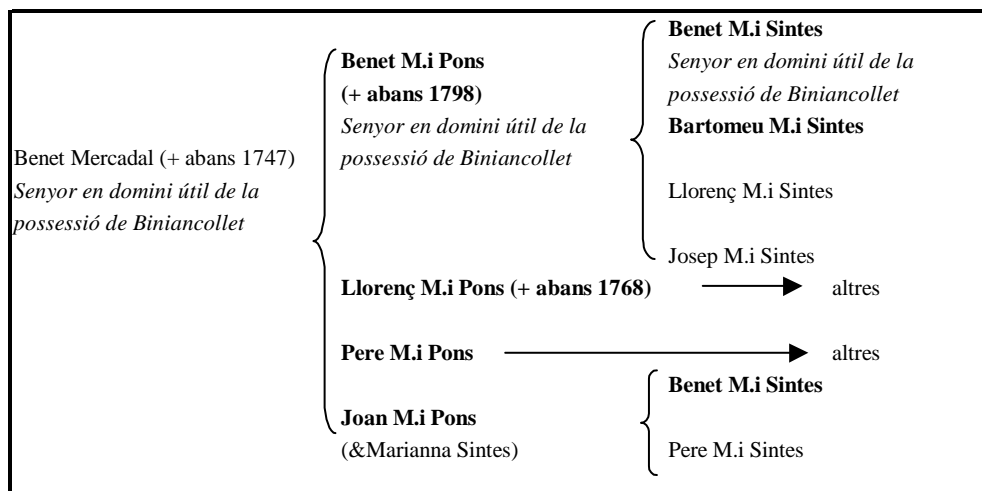 Benet Mercadal (+ abans 1747)
Senyor en domini útil de la
possessió de Biniancollet
Benet M.i Pons
(+ abans 1798)
Senyor en domini útil de la
possessió de Biniancollet
Benet M.i Sintes
Senyor en domini útil de la
possessió de Biniancollet
Bartomeu M.i Sintes
Llorenç M.i Sintes
Josep M.i Sintes
Llorenç M.i Pons (+ abans 1768)
altres
Pere M.i Pons
altres
Joan M.i Pons
(&Marianna Sintes)
Benet M.i Sintes
Pere M.i Sintes